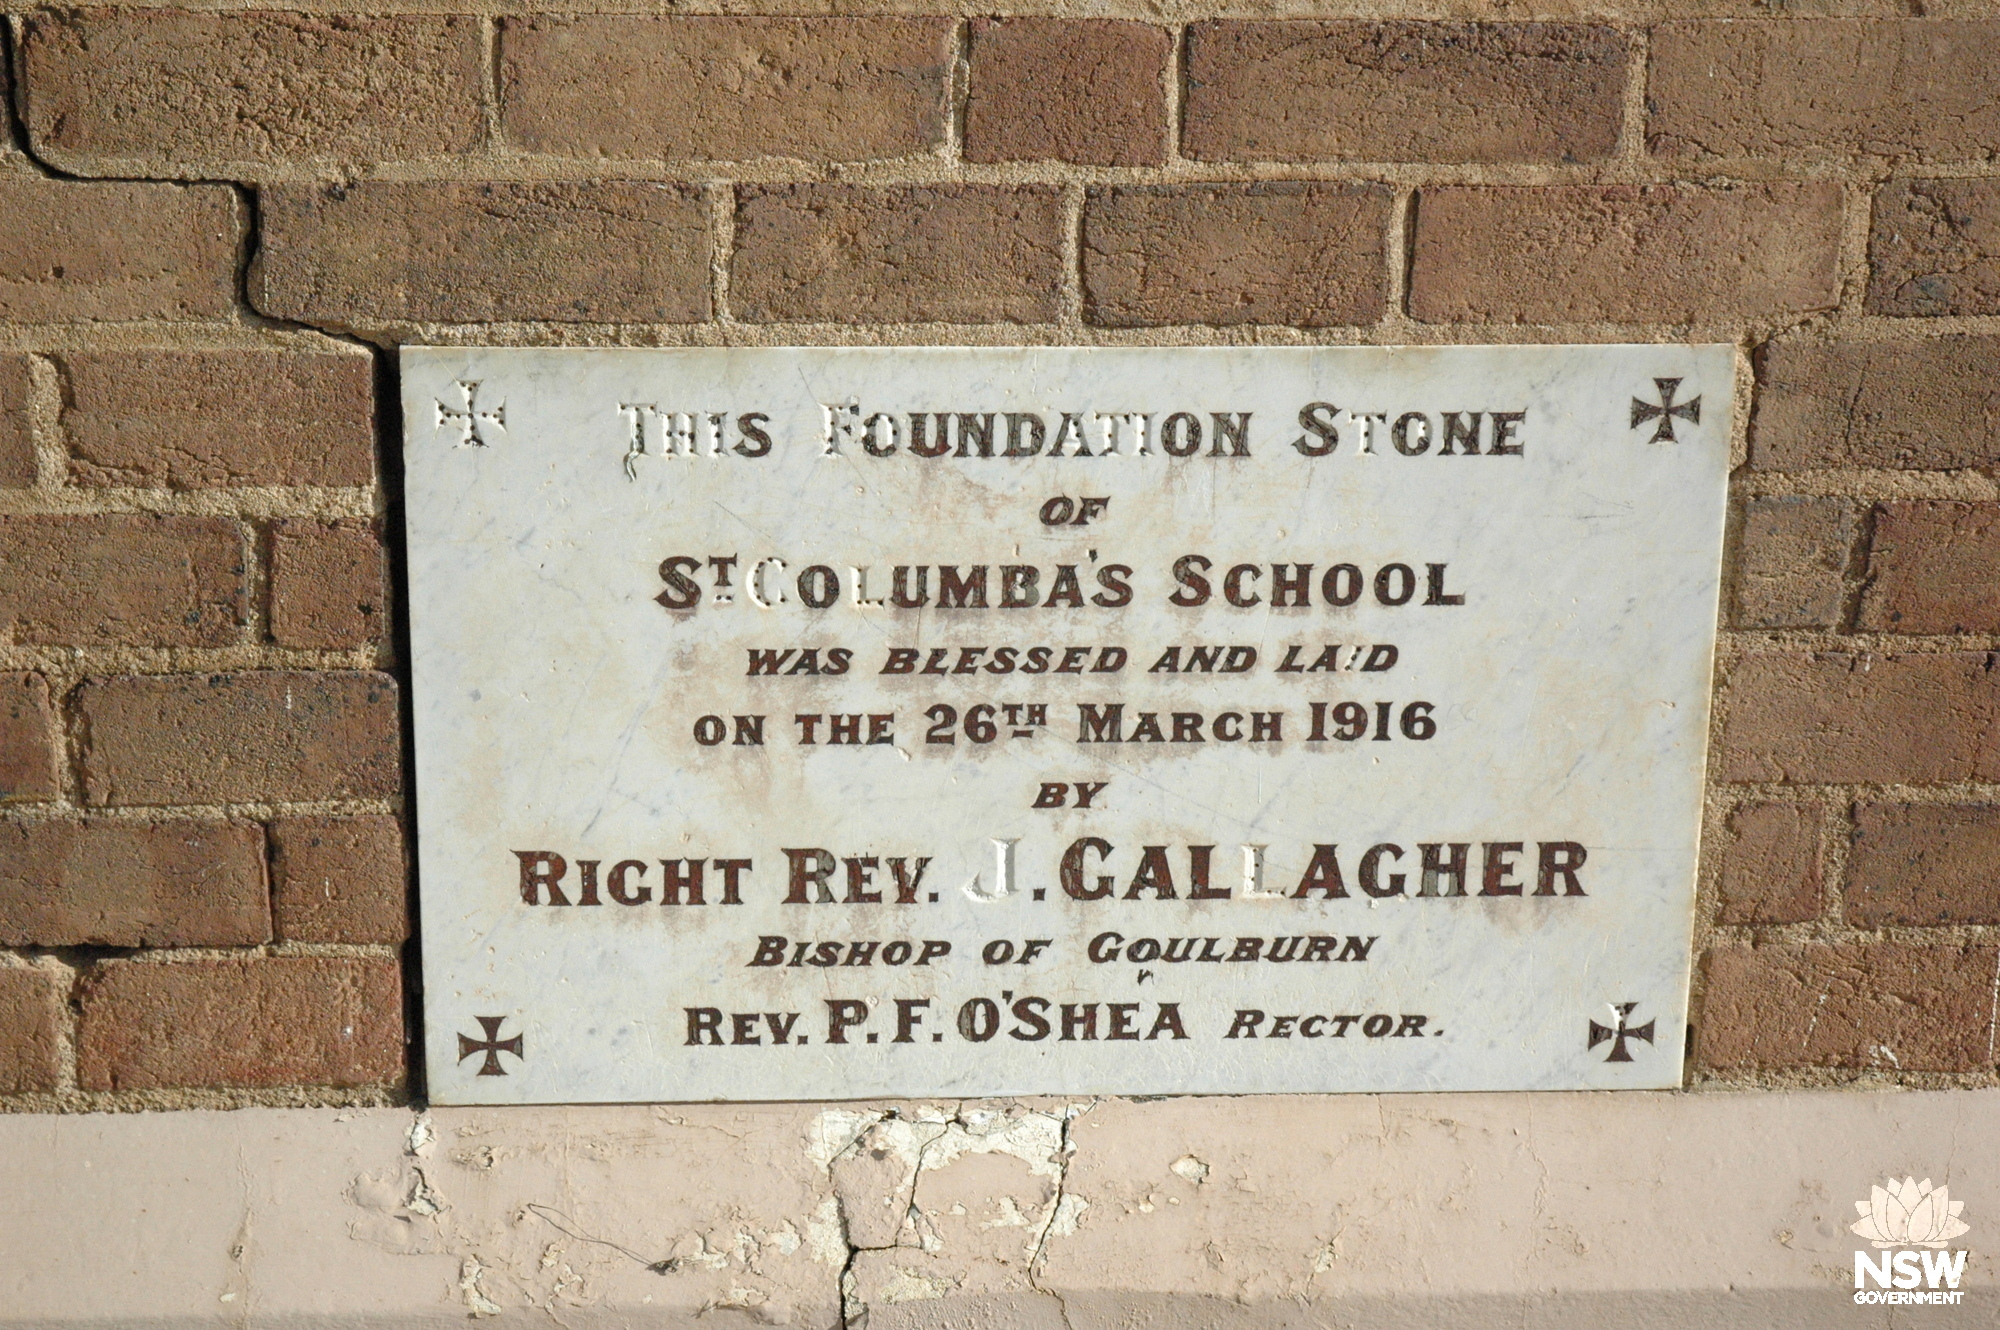 THIS FOUNDATION STONE
OF
ST COLUMBA'S SCHOOL
WAS BLESSED AND LAID
ON THE 26TH MARCH 1916
BY
RIGHT REV. J. GALLAGHER
BISHOP OF GOULBURN
REV. P. F. O'SHEA RECTOR.
NSW
GOVERNMENT